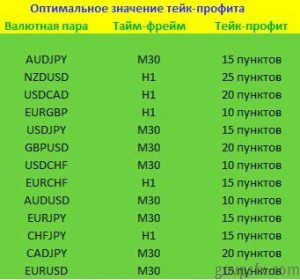 Оптимальное значение тейк-профита
Валютная пара Тайм-фрейм Тейк-профит
AUDJPY M30 15 пунктов
NZDUSD H1 25 пунктов
USDCAD H1 20 пунктов
EURGBP H1 10 пунктов
USDJPY M30 15 пунктов
GBPUSD M30 20 пунктов
USDCHF M30 10 пунктов
EURCHF H1 15 пунктов
AUDUSD M30 10 пунктов
EURJPY M30 15 пунктов
CHFJPY H1 15 пунктов
CADJPY M30 20 пунктов
EURUSD M30 15 пунктов